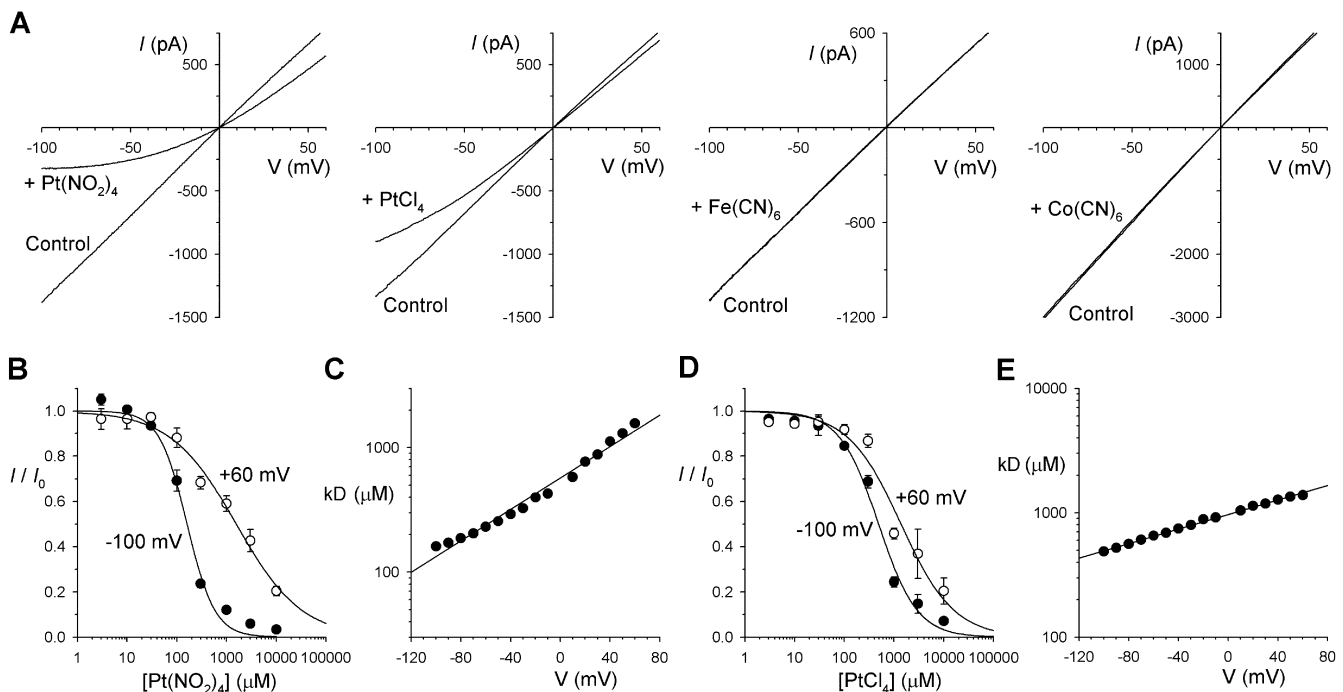 A
I (pA)
500
-100
-50
50
V (mV)
+ Pt(NO2)4
-500
Control
-1000
-1500
I (pA)
500
-100
-50
50
V (mV)
+ PtCl4
-500
-1000
Control
-1500
600
I (pA)
-100
-50
50
V (mV)
+ Fe(CN)6
-600
Control
-1200
I (pA)
1000
-100
-50
50
V (mV)
-1000
+ Co(CN)6
-2000
Control
-3000
B
1.0
0.8
I / I0
0.6
0.4
0.2
0.0
+60 mV
-100 mV
1 10 100 1000 10000 100000
[Pt(NO2)4] (µM)
C
1000
kD (µM)
100
-120 -80 -40 0 40 80
V (mV)
D
1.0
0.8
I / I0
0.6
0.4
0.2
0.0
+60 mV
-100 mV
1 10 100 1000 10000 100000
[PtCl4] (µM)
E
10000
kD (µM)
1000
100
-120 -80 -40 0 40 80
V (mV)